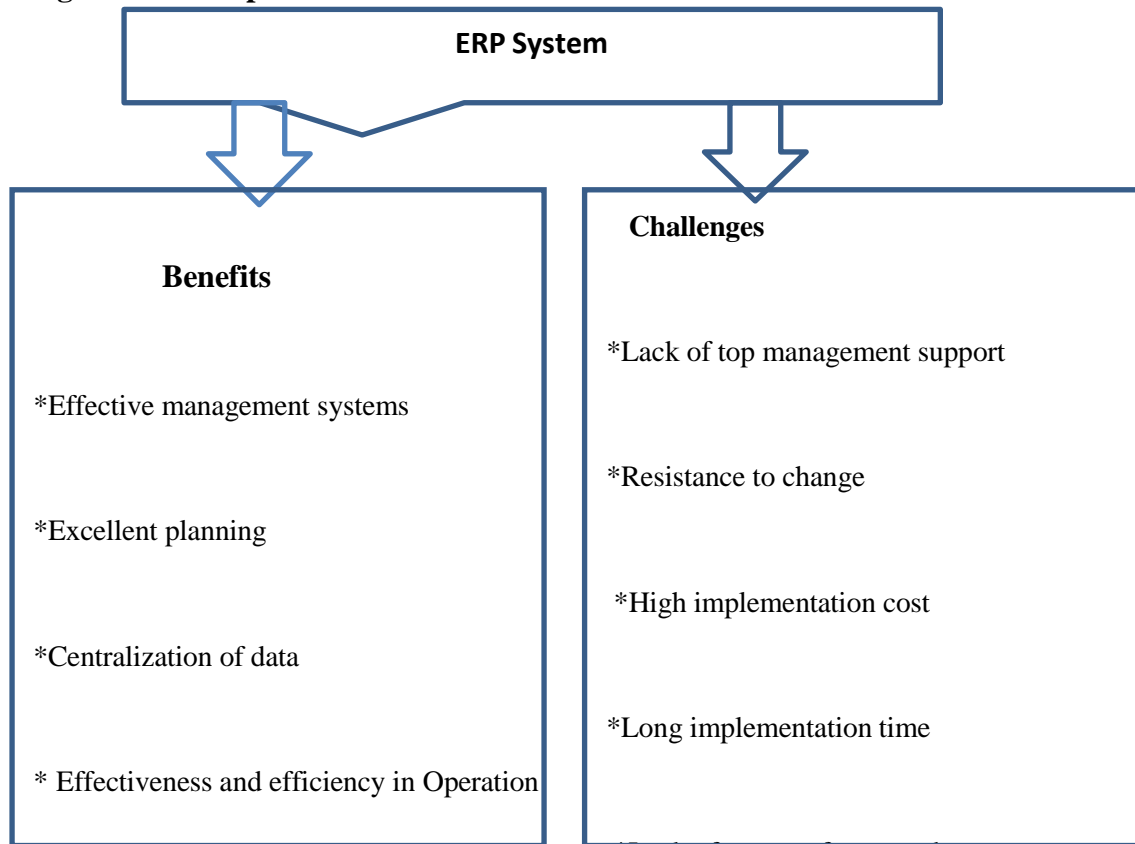 ERP System
Benefits
*Effective management systems
*Excellent planning
*Centralization of data
* Effectiveness and efficiency in Operation
Challenges
*Lack of top management support
*Resistance to change
*High implementation cost
*Long implementation time